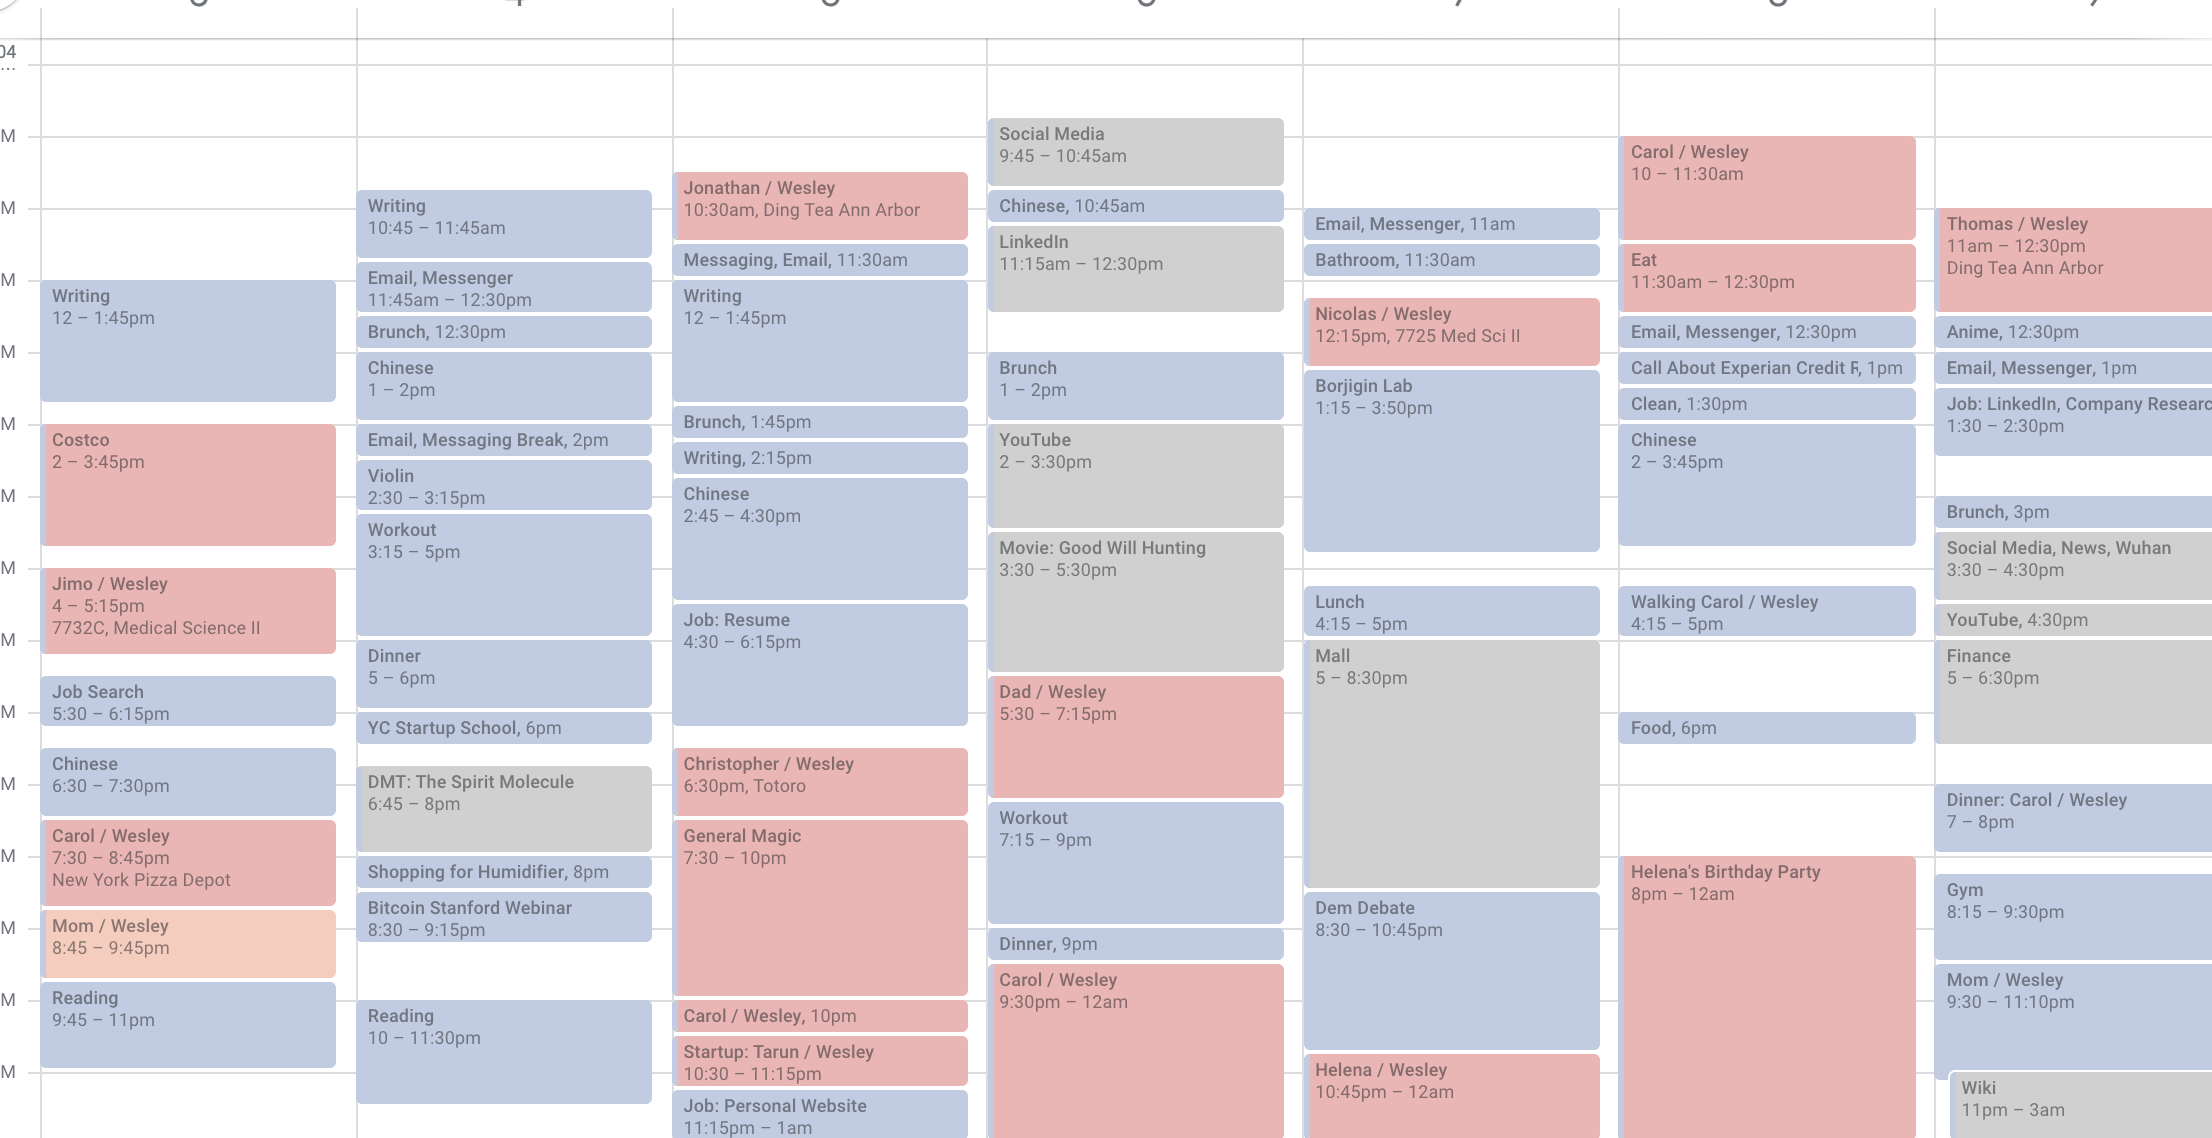 04
...
M
M
M
M
M
M
M
M
M
M
M
M
M
M
Writing
12 – 1:45pm
Costco
2 – 3:45pm
Jimo / Wesley
4 – 5:15pm
7732C, Medical Science II
Job Search
5:30 – 6:15pm
Chinese
6:30 – 7:30pm
Carol / Wesley
7:30 – 8:45pm
New York Pizza Depot
Mom / Wesley
8:45 – 9:45pm
Reading
9:45 – 11pm
Writing
10:45 – 11:45am
Email, Messenger
11:45am – 12:30pm
Brunch, 12:30pm
Chinese
1 – 2pm
Email, Messaging Break, 2pm
Violin
2:30 – 3:15pm
Workout
3:15 – 5pm
Dinner
5 – 6pm
YC Startup School, 6pm
DMT: The Spirit Molecule
6:45 – 8pm
Shopping for Humidifier, 8pm
Bitcoin Stanford Webinar
8:30 – 9:15pm
Reading
10 – 11:30pm
Jonathan / Wesley
10:30am, Ding Tea Ann Arbor
Messaging, Email, 11:30am
Writing
12 – 1:45pm
Brunch, 1:45pm
Writing, 2:15pm
Chinese
2:45 – 4:30pm
Job: Resume
4:30 – 6:15pm
Christopher / Wesley
6:30pm, Totoro
General Magic
7:30 – 10pm
Carol / Wesley, 10pm
Startup: Tarun / Wesley
10:30 – 11:15pm
Job: Personal Website
11:15pm – 1am
Social Media
9:45 – 10:45am
Chinese, 10:45am
LinkedIn
11:15am – 12:30pm
Brunch
1 – 2pm
YouTube
2 – 3:30pm
Movie: Good Will Hunting
3:30 – 5:30pm
Dad / Wesley
5:30 – 7:15pm
Workout
7:15 – 9pm
Dinner, 9pm
Carol / Wesley
9:30pm – 12am
Email, Messenger, 11am
Bathroom, 11:30am
Nicolas / Wesley
12:15pm, 7725 Med Sci II
Borjigin Lab
1:15 – 3:50pm
Lunch
4:15 – 5pm
Mall
5 – 8:30pm
Dem Debate
8:30 – 10:45pm
Helena / Wesley
10:45pm – 12am
Carol / Wesley
10 – 11:30am
Eat
11:30am – 12:30pm
Email, Messenger, 12:30pm
Call About Experian Credit R, 1pm
Clean, 1:30pm
Chinese
2 – 3:45pm
Walking Carol / Wesley
4:15 – 5pm
Food, 6pm
Helena's Birthday Party
8pm – 12am
Thomas / Wesley
11am – 12:30pm
Ding Tea Ann Arbor
Anime, 12:30pm
Email, Messenger, 1pm
Job: LinkedIn, Company Researc
1:30 – 2:30pm
Brunch, 3pm
Social Media, News, Wuhan
3:30 – 4:30pm
YouTube, 4:30pm
Finance
5 – 6:30pm
Dinner: Carol / Wesley
7 – 8pm
Gym
8:15 – 9:30pm
Mom / Wesley
9:30 – 11:10pm
Wiki
11pm – 3am